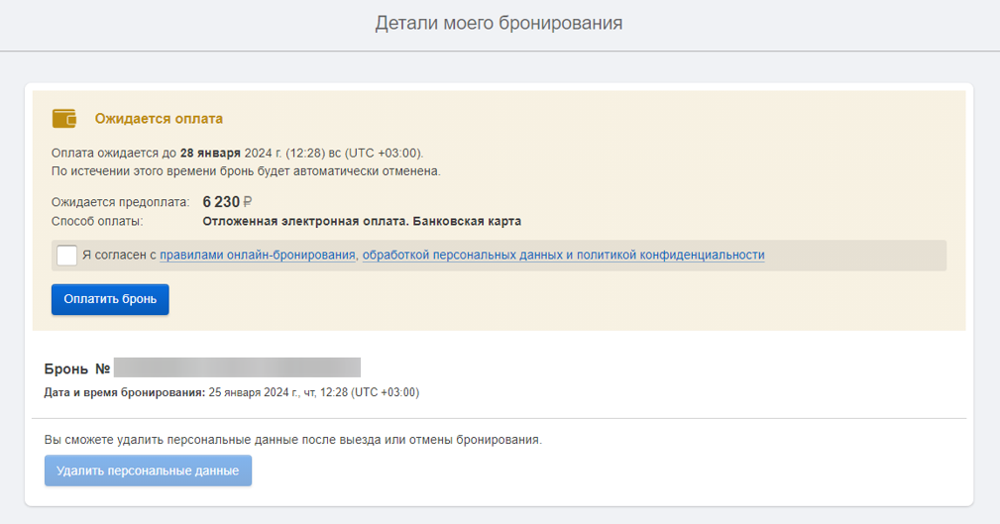 Детали моего бронирования
Ожидается оплата
Оплата ожидается до 28 января 2024 г. (12:28) вс (UTC +03:00).
По истечении этого времени бронь будет автоматически отменена.
Ожидается предоплата: 6 230 ₽
Способ оплаты: Отложенная электронная оплата. Банковская карта
Я согласен с правилами онлайн-бронирования, обработкой персональных данных и политикой конфиденциальности
Оплатить бронь
Бронь №
Дата и время бронирования: 25 января 2024 г., чт, 12:28 (UTC +03:00)
Вы сможете удалить персональные данные после выезда или отмены бронирования.
Удалить персональные данные